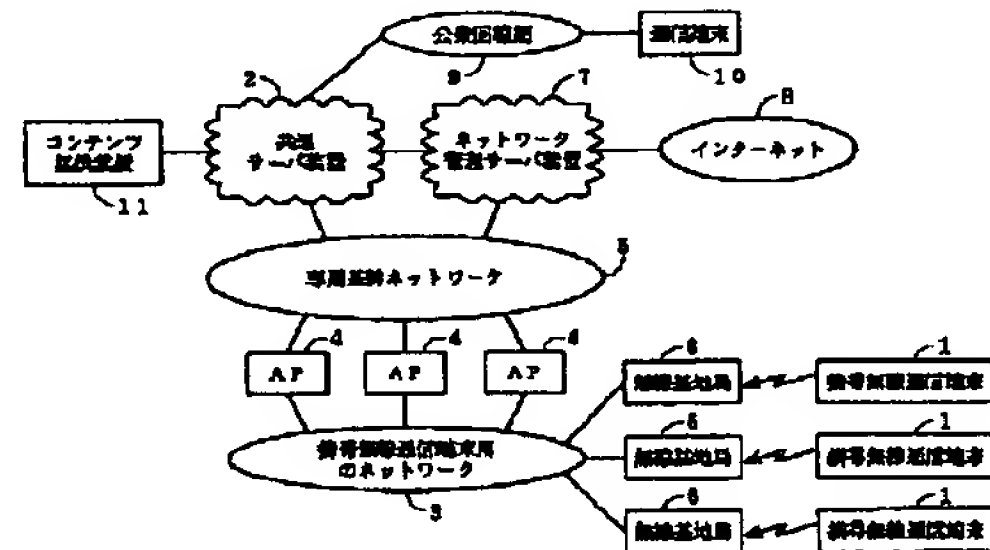 公衆回線網
9
通信端末
10
2
7
8
コンテンツ
提供装置
11
共通
サーバ装置
ネットワーク
管理サーバ装置
インターネット
専用基幹ネットワーク
5
4
4
4
AP
AP
AP
6
1
無線基地局
携帯無線通信端末
携帯無線通信端末用
のネットワーク
3
6
1
無線基地局
携帯無線通信端末
6
1
無線基地局
携帯無線通信端末